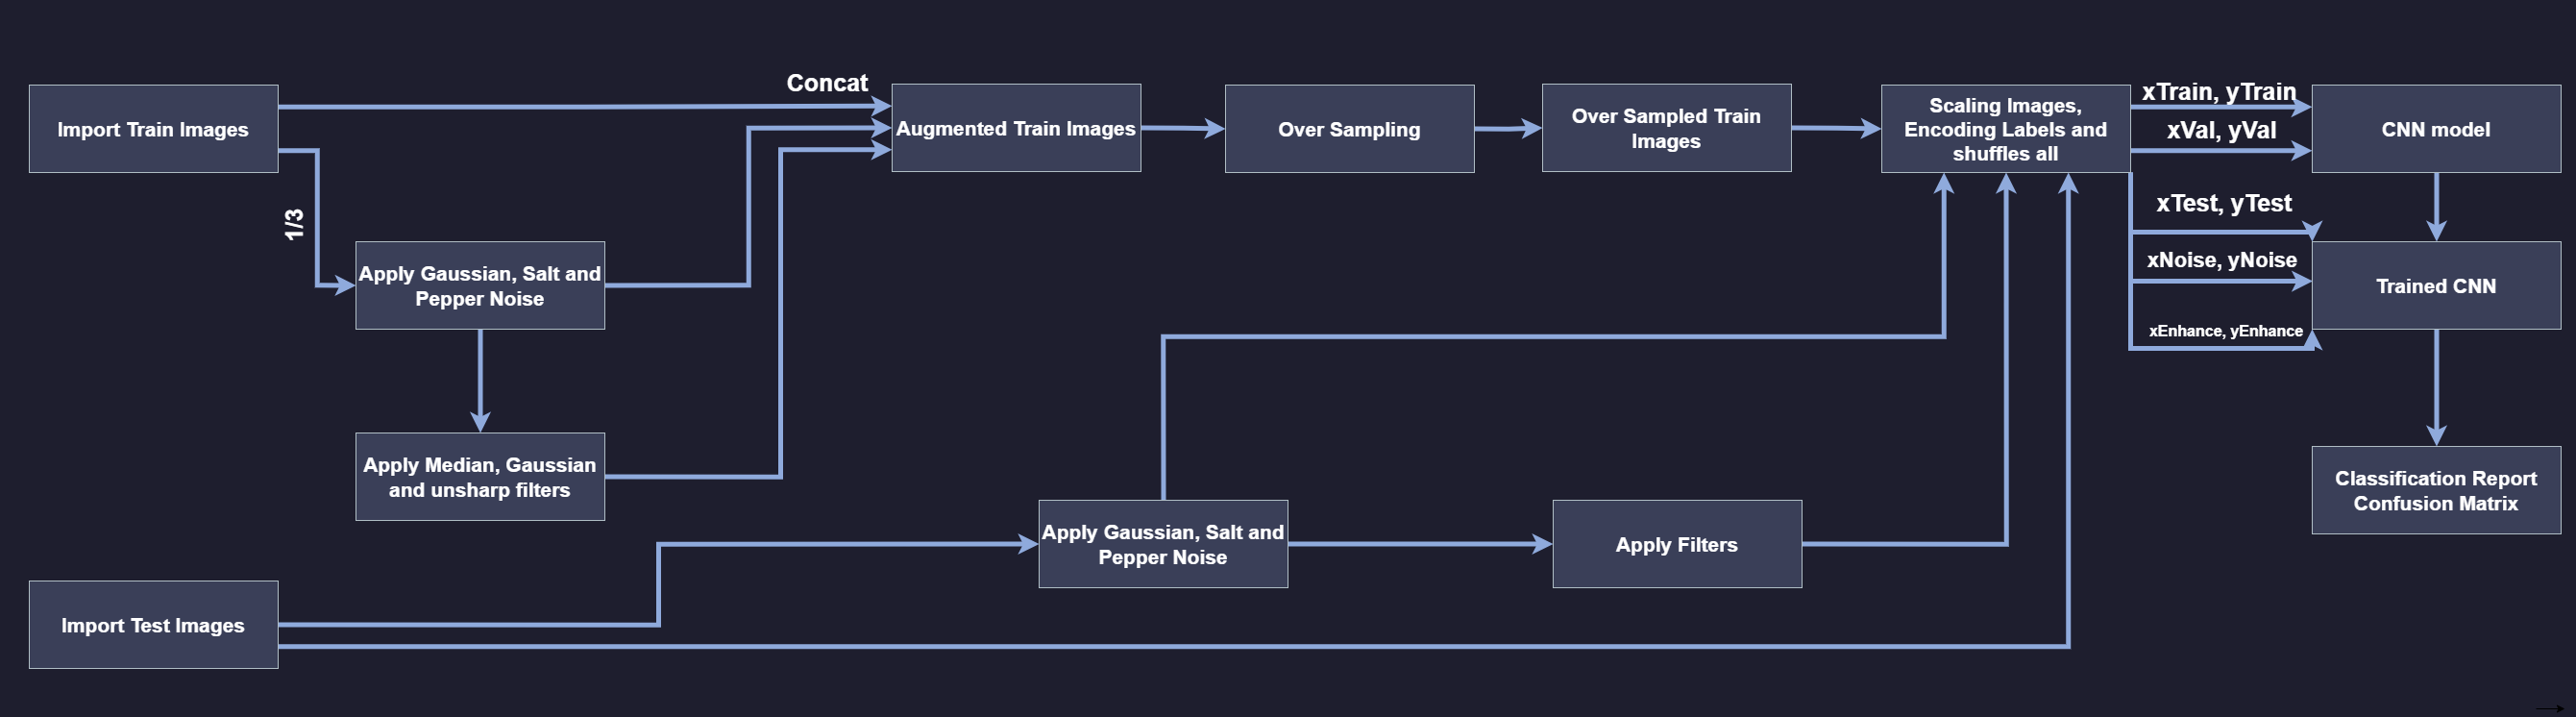 Concat
Import Train Images
Augmented Train Images
Over Sampling
Over Sampled Train
Images
Scaling Images,
Encoding Labels and
shuffles all
xTrain, yTrain
xVal, yVal
CNN model
1/3
xTest, yTest
Apply Gaussian, Salt and
Pepper Noise
xNoise, yNoise
Trained CNN
xEnhance, yEnhance
Apply Median, Gaussian
and unsharp filters
Classification Report
Confusion Matrix
Apply Gaussian, Salt and
Pepper Noise
Apply Filters
Import Test Images